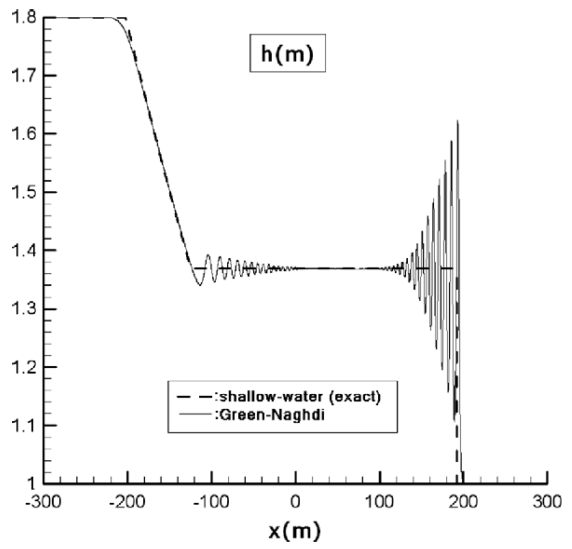 1.8
h(m)
1.7
1.6
1.5
1.4
1.3
1.2
– – :shallow-water (exact)
——:Green-Naghdi
1.1
1
-300 -200 -100 0 100 200 300
x(m)